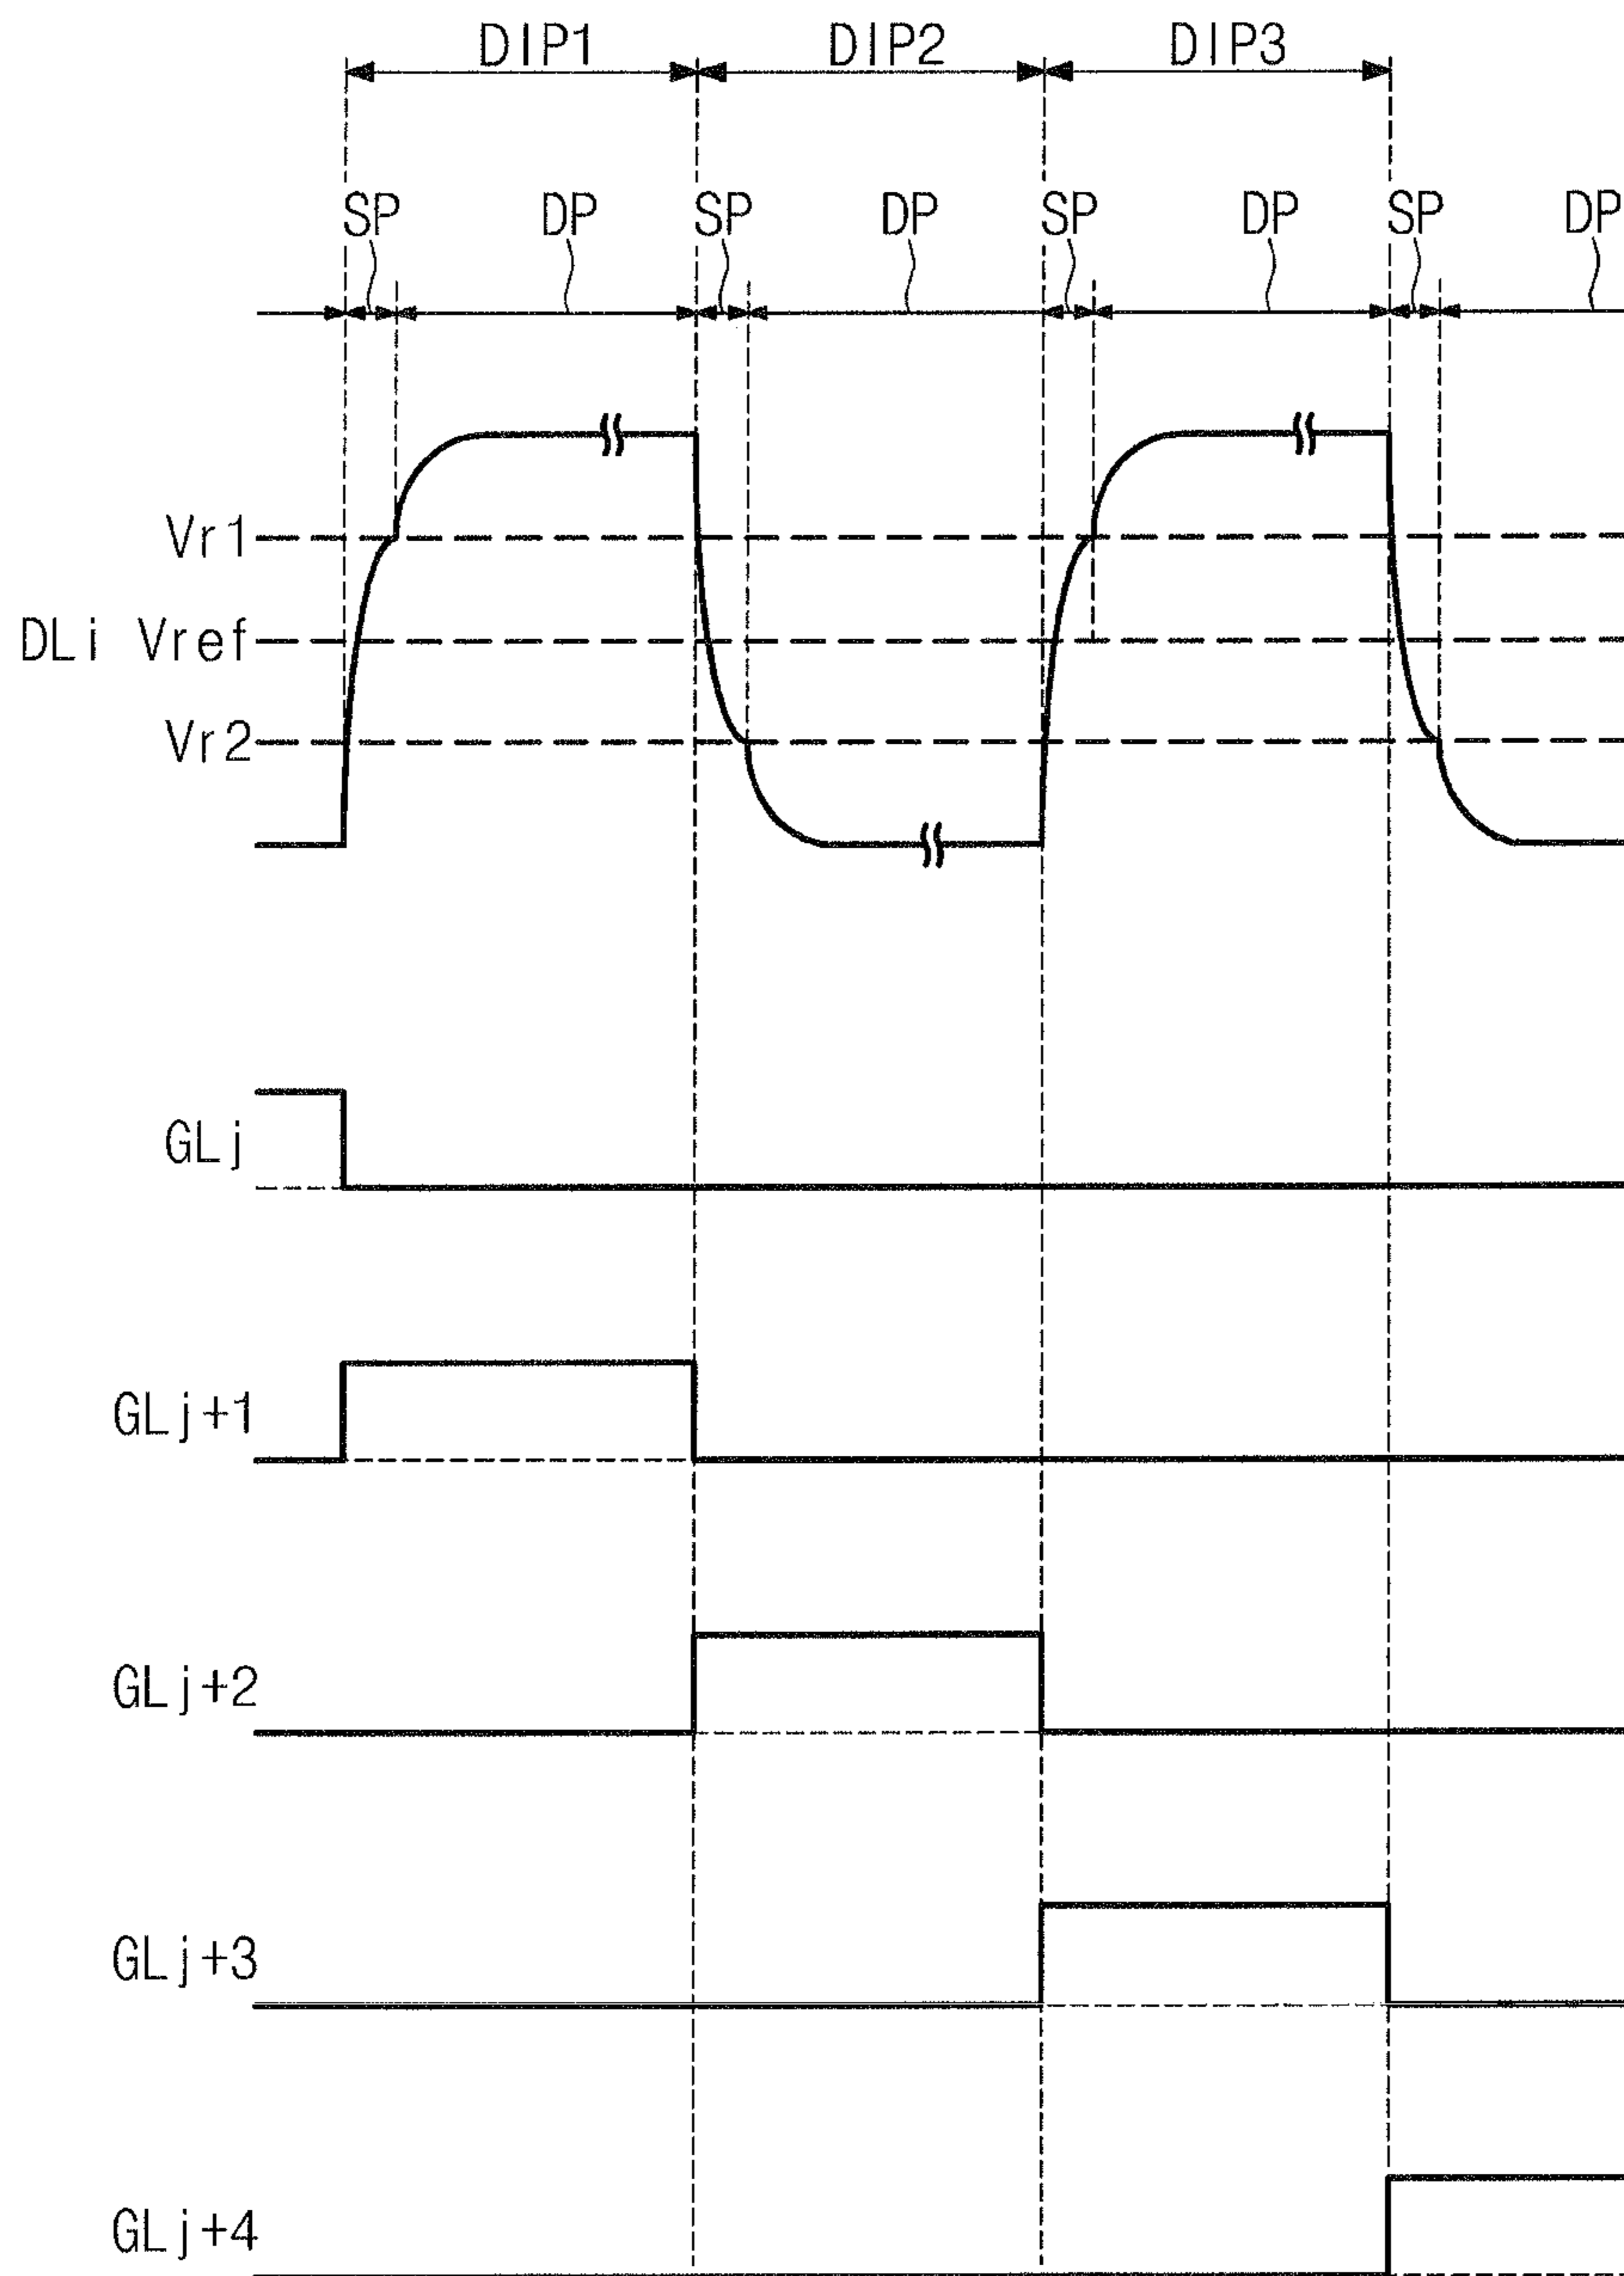 DIP1 DIP2 DIP3
SP DP SP DP SP DP SP DP
Vr1
DLi Vref
Vr2
GLj
GLj+1
GLj+2
GLj+3
GLj+4